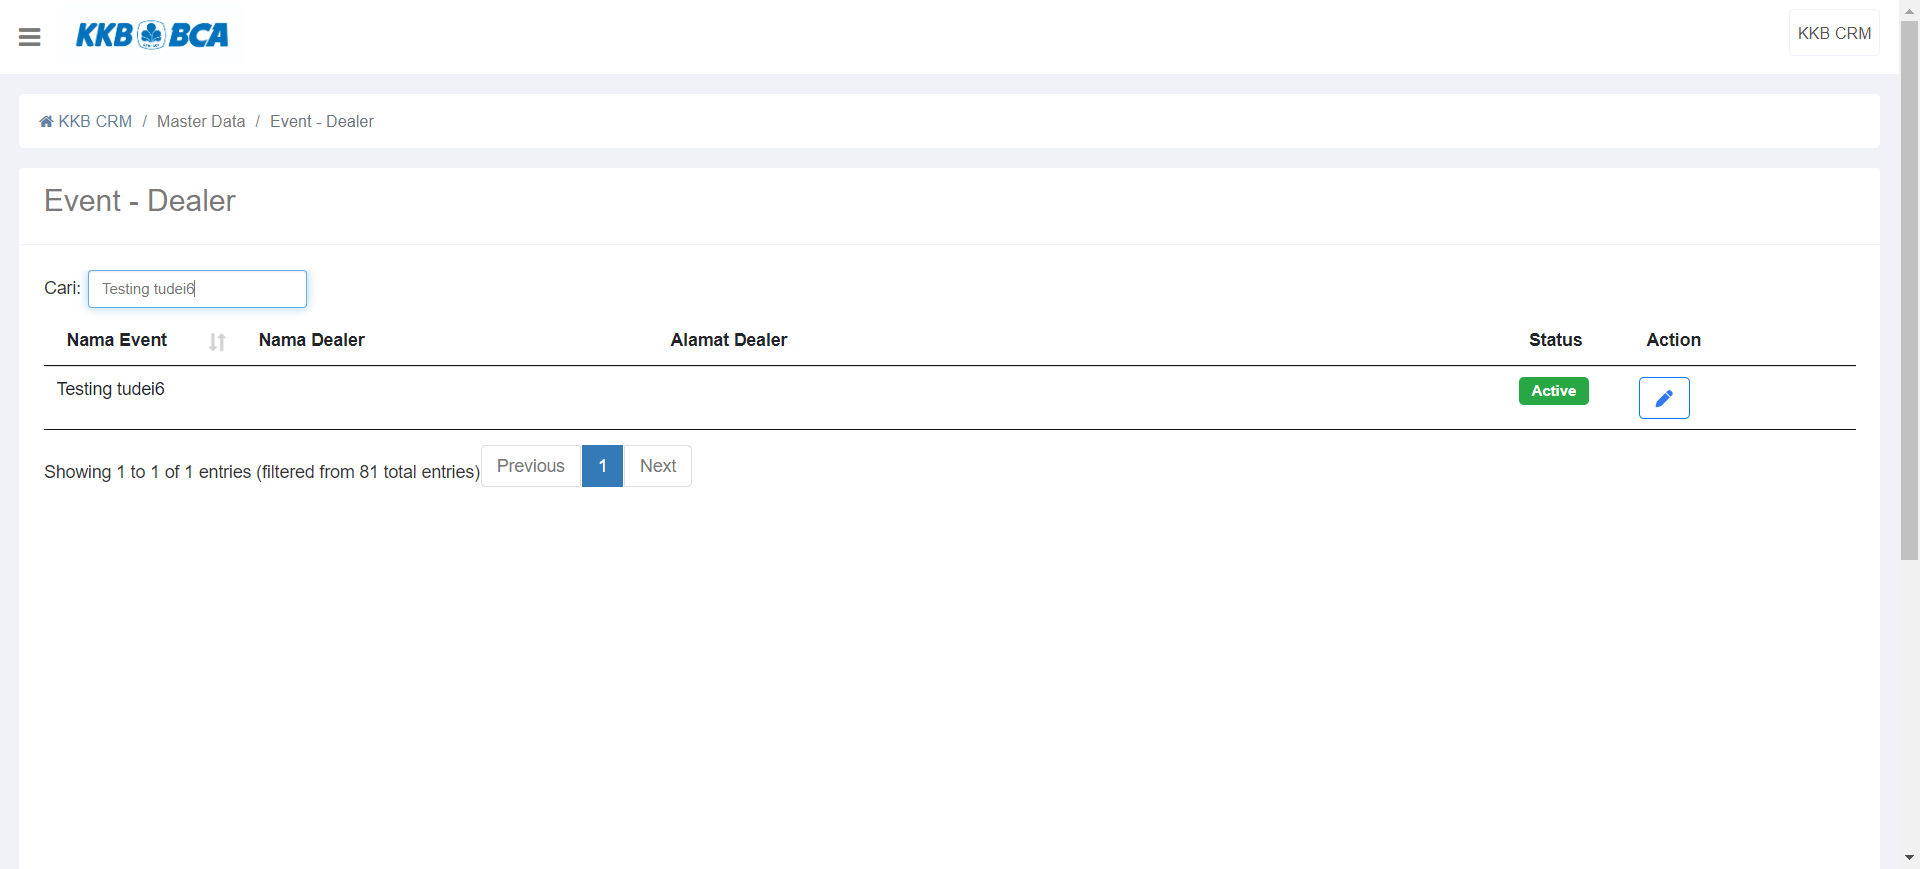 KKB BCA
KKB CRM
KKB CRM / Master Data / Event - Dealer
Event - Dealer
Cari: Testing tudei6
Nama Event Nama Dealer Alamat Dealer Status Action
Testing tudei6 Active
Showing 1 to 1 of 1 entries (filtered from 81 total entries) Previous 1 Next